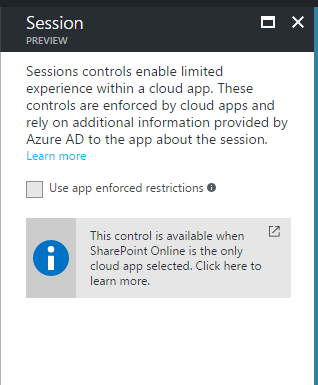 Session
PREVIEW
Sessions controls enable limited
experience within a cloud app. These
controls are enforced by cloud apps and
rely on additional information provided by
Azure AD to the app about the session.
Learn more
Use app enforced restrictions
This control is available when
SharePoint Online is the only
cloud app selected. Click here to
learn more.